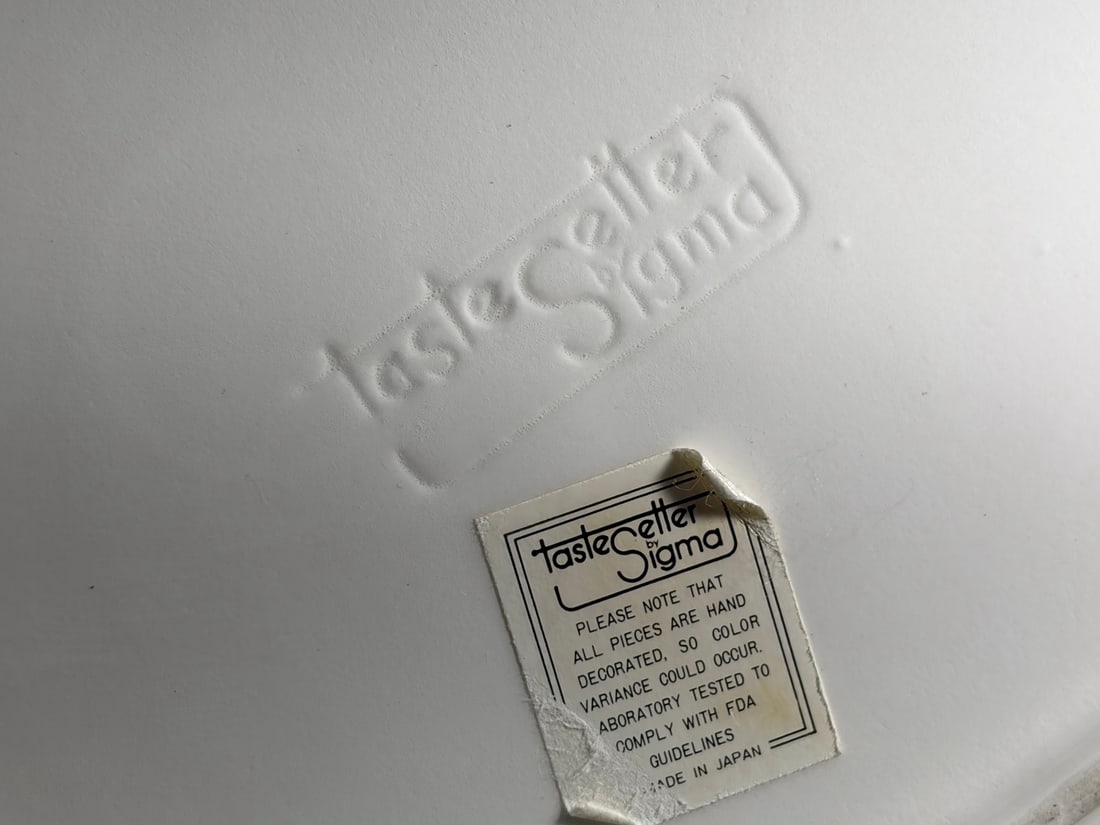 tasteSetter
Sigma
tasteSetter
by
Sigma
PLEASE NOTE THAT
ALL PIECES ARE HAND
DECORATED, SO COLOR
VARIANCE COULD OCCUR.
ABORATORY TESTED TO
COMPLY WITH FDA
GUIDELINES
ADE IN JAPAN